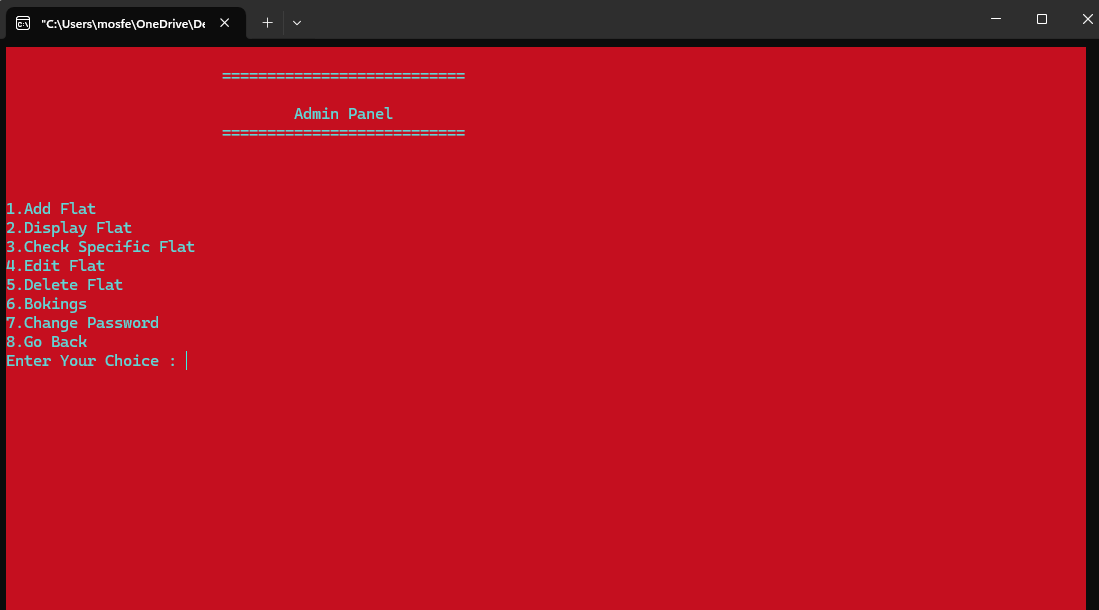 "C:\Users\mosfe\OneDrive\De
===========================
Admin Panel
===========================
1.Add Flat
2.Display Flat
3.Check Specific Flat
4.Edit Flat
5.Delete Flat
6.Bokings
7.Change Password
8.Go Back
Enter Your Choice :